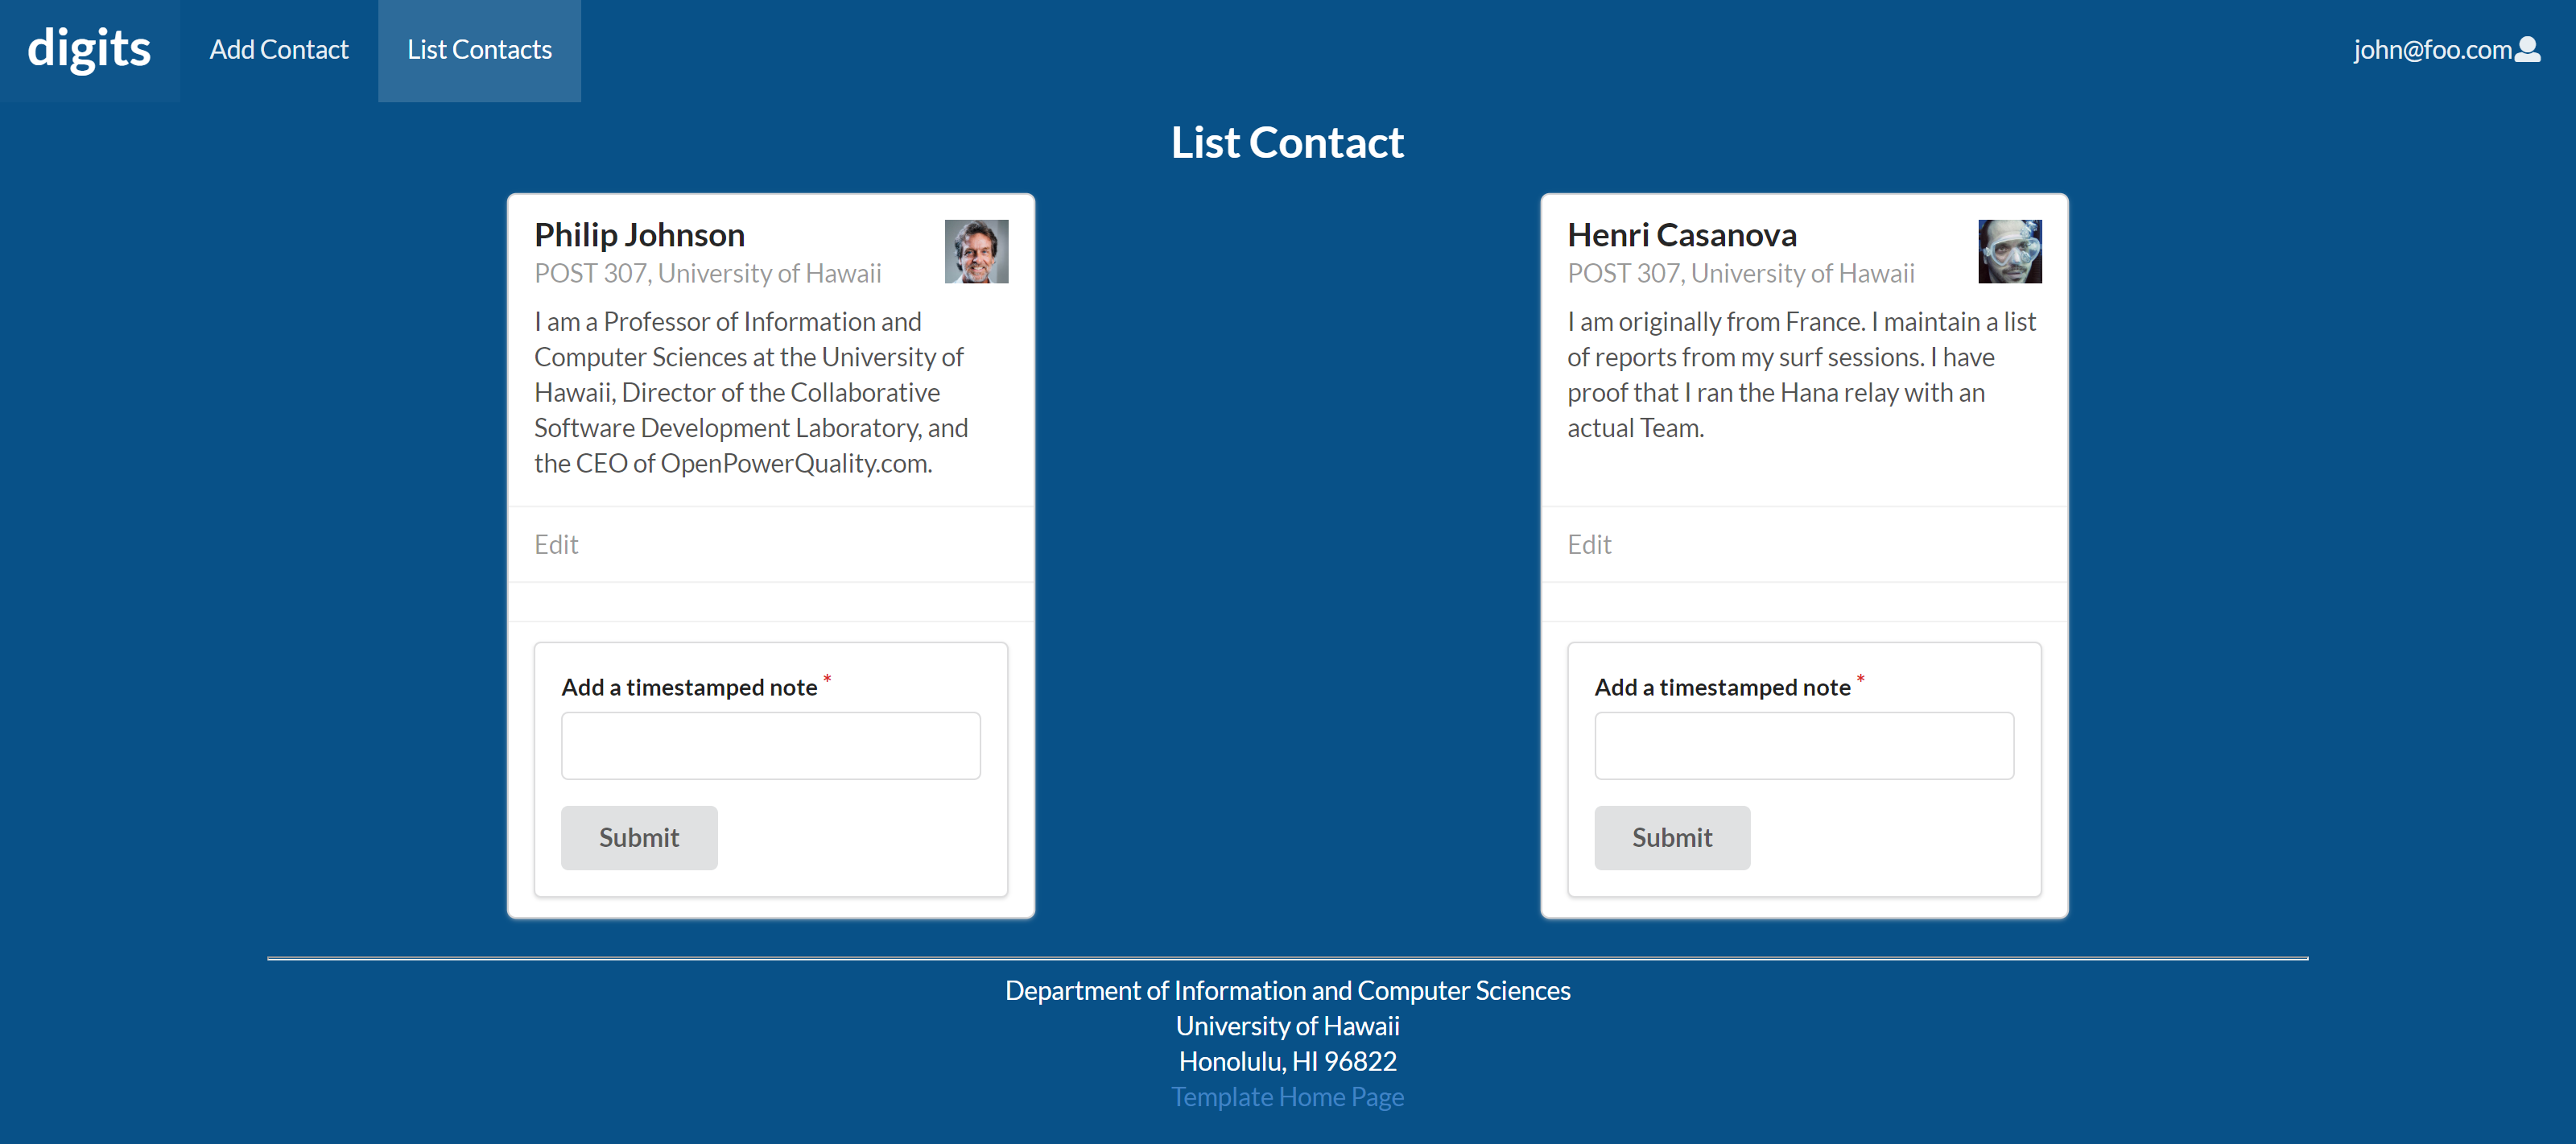 digits
Add Contact
List Contacts
john@foo.com
List Contact
Philip Johnson
POST 307, University of Hawaii
I am a Professor of Information and
Computer Sciences at the University of
Hawaii, Director of the Collaborative
Software Development Laboratory, and
the CEO of OpenPowerQuality.com.
Edit
Add a timestamped note *
Submit
Henri Casanova
POST 307, University of Hawaii
I am originally from France. I maintain a list
of reports from my surf sessions. I have
proof that I ran the Hana relay with an
actual Team.
Edit
Add a timestamped note *
Submit
Department of Information and Computer Sciences
University of Hawaii
Honolulu, HI 96822
Template Home Page